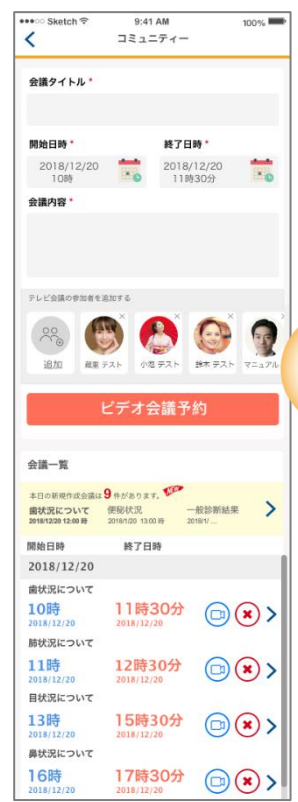 Sketch 9:41 AM 100%
コミュニティー
会議タイトル *
開始日時 * 終了日時 *
2018/12/20 2018/12/20
10時 11時30分
会議内容 *
テレビ会議の参加者を追加する
追加 蔵重 テスト 小恋 テスト 鈴木 テスト マニュアル
ビデオ会議予約
会議一覧
本日の新規作成会議は 9 件があります。 NEW
歯状況について 便秘状況 一般診断結果
2018/12/20 12:00 時 2018/1/20 13:00 時 2018/1/ ...
開始日時 終了日時
2018/12/20
歯状況について
10時 11時30分
2018/12/20 2018/12/20
肺状況について
11時 12時30分
2018/12/20 2018/12/20
目状況について
13時 15時30分
2018/12/20 2018/12/20
鼻状況について
16時 17時30分
2018/12/20 2018/12/20